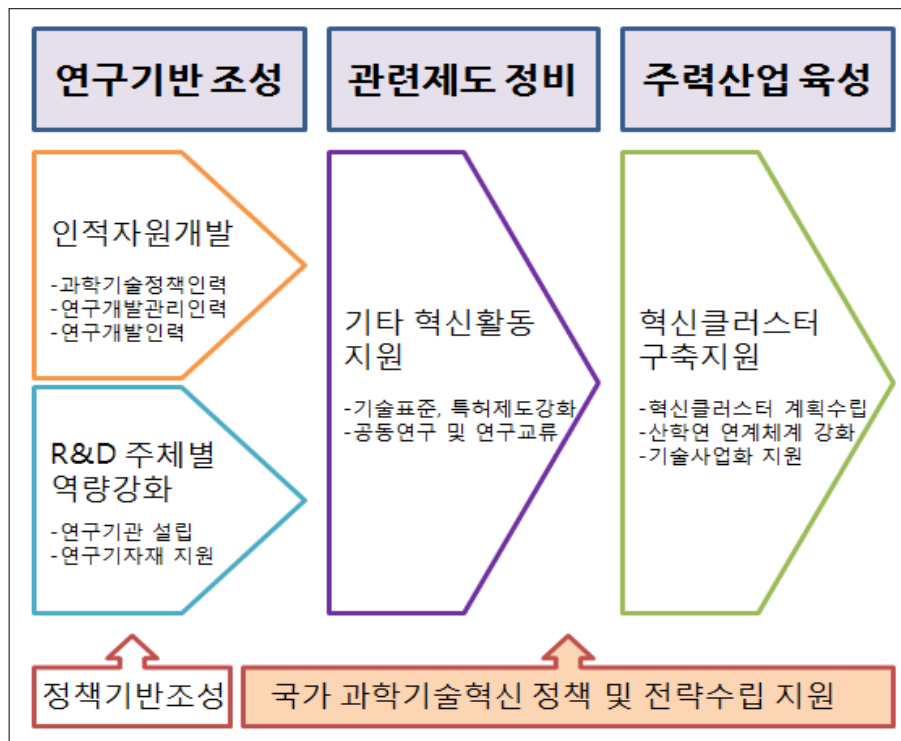 연구기반 조성
관련제도 정비
주력산업 육성
인적자원개발
-과학기술정책인력
-연구개발관리인력
-연구개발인력
R&D 주체별
역량강화
-연구기관 설립
-연구기자재 지원
기타 혁신활동
지원
-기술표준, 특허제도강화
-공동연구 및 연구교류
혁신클러스터
구축지원
-혁신클러스터 계획수립
-산학연 연계체계 강화
-기술사업화 지원
정책기반조성
국가 과학기술혁신 정책 및 전략수립 지원